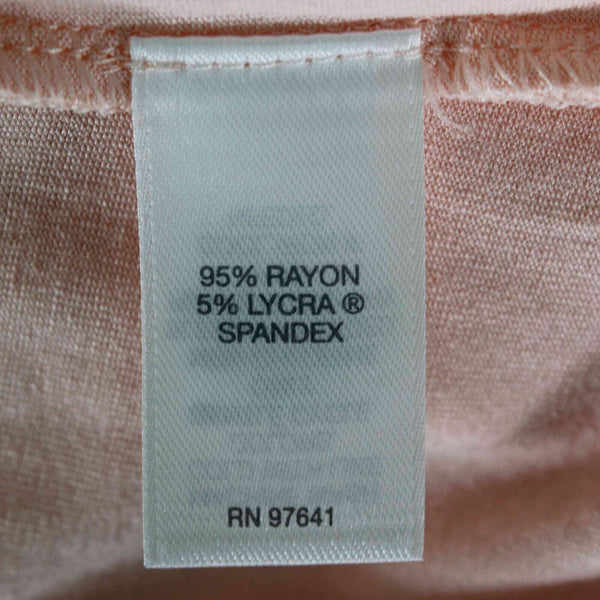 95% RAYON
5% LYCRA ®
SPANDEX
RN 97641